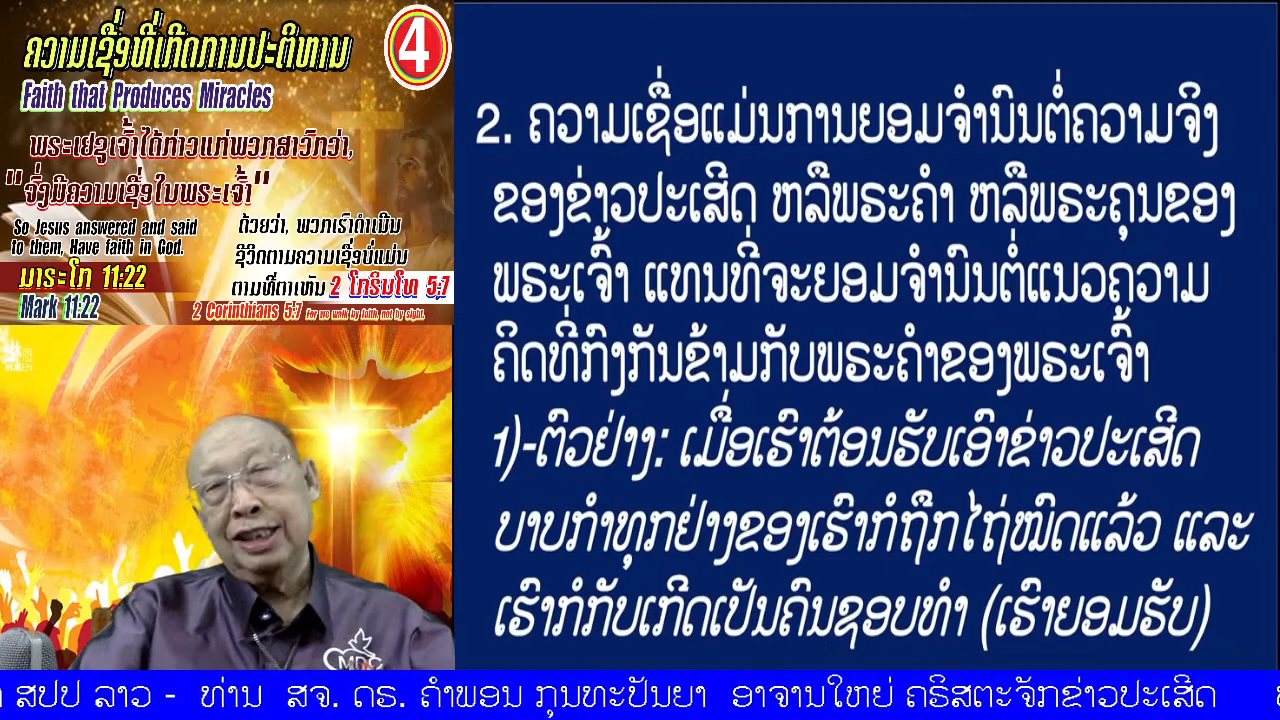 ຄວາມເຊື່ອທີ່ເກີດການປະຕິຫານ
4
Faith that Produces Miracles
ພຣະເຢຊູເຈົ້າໄດ້ກ່າວແກ່ພວກສາວົກວ່າ,
"ຈົ່ງມີຄວາມເຊື່ອໃນພຣະເຈົ້າ"
So Jesus answered and said
to them, Have faith in God.
ມາຣະໂກ 11:22
Mark 11:22
ດ້ວຍວ່າ, ພວກເຮົາດຳເນີນ
ຊີວິດຕາມຄວາມເຊື່ອບໍ່ແມ່ນ
ຕາມທີ່ຕາເຫັນ 2 ໂກຣິນໂທ 5:7
2 Corinthians 5:7 For we walk by faith, not by sight.
2. ຄວາມເຊື່ອແມ່ນການຍອມຈຳນົນຕໍ່ຄວາມຈິງ
ຂອງຂ່າວປະເສີດ ຫລືພຣະຄຳ ຫລືພຣະຄຸນຂອງ
ພຣະເຈົ້າ ແທນທີ່ຈະຍອມຈຳນົນຕໍ່ແນວຄວາມ
ຄິດທີ່ກົງກັນຂ້າມກັບພຣະຄຳຂອງພຣະເຈົ້າ
1)-ຕົວຢ່າງ: ເມື່ອເຮົາຕ້ອນຮັບເອົາຂ່າວປະເສີດ
ບາບກຳທຸກຢ່າງຂອງເຮົາກໍຖືກໄຖ່ໝົດແລ້ວ ແລະ
ເຮົາກໍກັບເກີດເປັນຄົນຊອບທຳ (ເຮົາຍອມຮັບ)
ສປປ ລາວ - ທ່ານ ສຈ. ດຣ. ຄຳພອນ ກຸນທະປັນຍາ ອາຈານໃຫຍ່ ຄຣິສຕະຈັກຂ່າວປະເສີດ